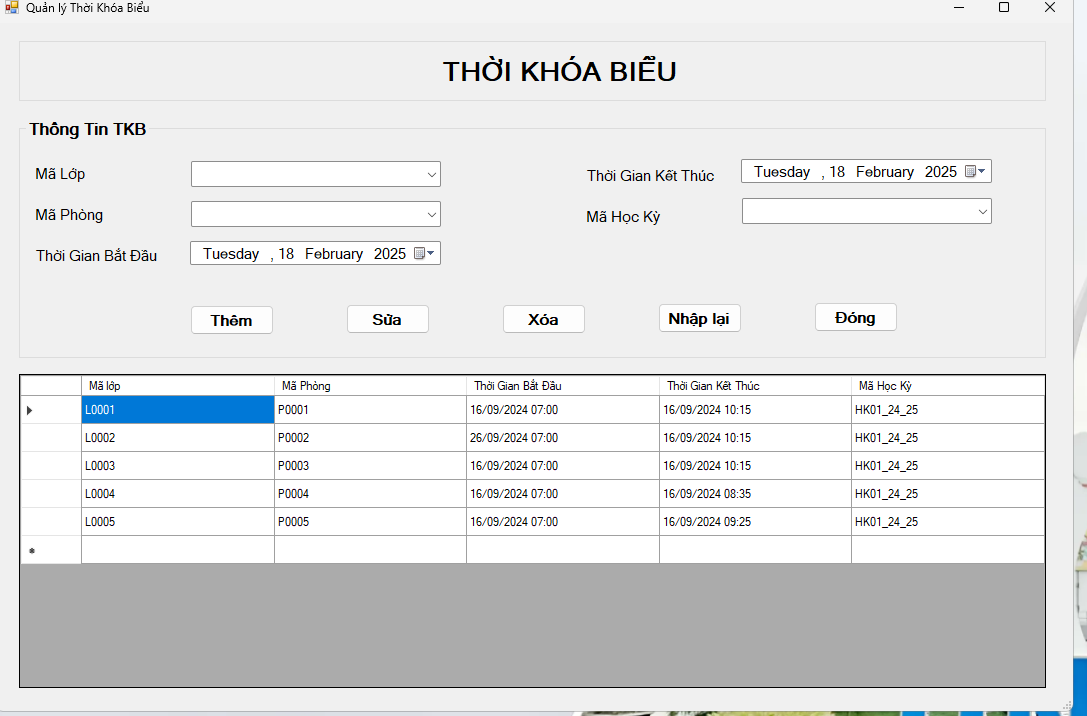 Quản lý Thời Khóa Biểu
THỜI KHÓA BIỂU
Thông Tin TKB
Mã Lớp
Thời Gian Kết Thúc Tuesday , 18 February 2025
Mã Phòng
Mã Học Kỳ
Thời Gian Bắt Đầu Tuesday , 18 February 2025
Thêm Sửa Xóa Nhập lại Đóng
Mã lớp Mã Phòng Thời Gian Bắt Đầu Thời Gian Kết Thúc Mã Học Kỳ
L0001 P0001 16/09/2024 07:00 16/09/2024 10:15 HK01_24_25
L0002 P0002 26/09/2024 07:00 16/09/2024 10:15 HK01_24_25
L0003 P0003 16/09/2024 07:00 16/09/2024 10:15 HK01_24_25
L0004 P0004 16/09/2024 07:00 16/09/2024 08:35 HK01_24_25
L0005 P0005 16/09/2024 07:00 16/09/2024 09:25 HK01_24_25